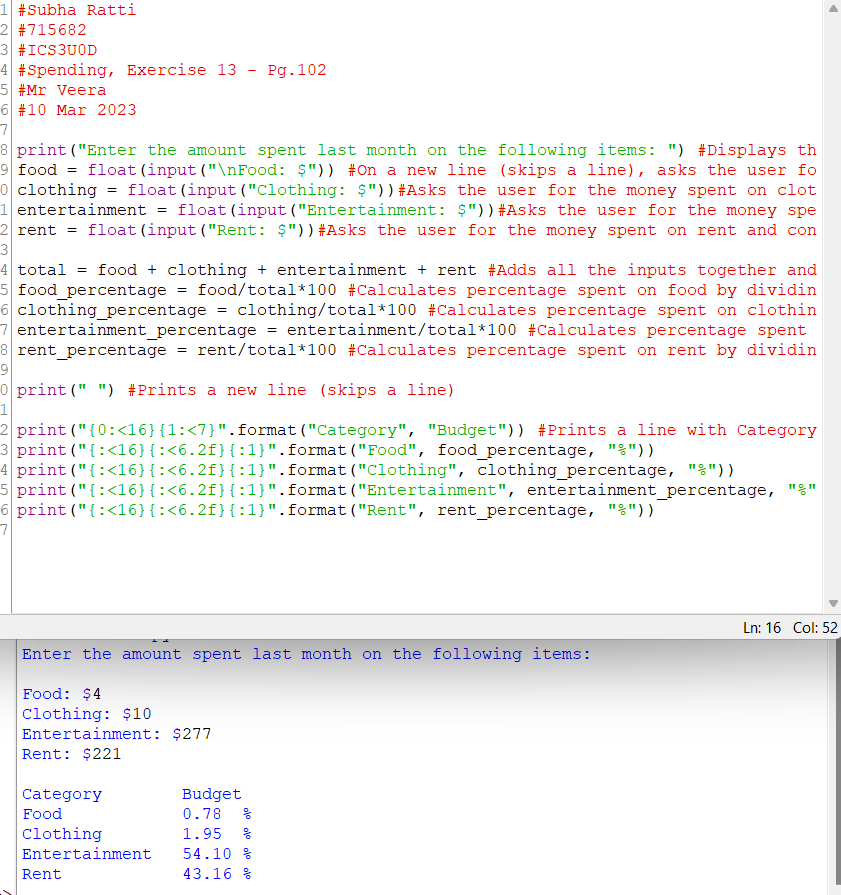 1 #Subha Ratti
2 #715682
3 #ICS3U0D
4 #Spending, Exercise 13 - Pg.102
5 #Mr Veera
6 #10 Mar 2023
7
8 print("Enter the amount spent last month on the following items: ") #Displays th
9 food = float(input("\nFood: $")) #On a new line (skips a line), asks the user fo
0 clothing = float(input("Clothing: $"))#Asks the user for the money spent on clot
1 entertainment = float(input("Entertainment: $"))#Asks the user for the money spe
2 rent = float(input("Rent: $"))#Asks the user for the money spent on rent and con
3
4 total = food + clothing + entertainment + rent #Adds all the inputs together and
5 food_percentage = food/total*100 #Calculates percentage spent on food by dividin
6 clothing_percentage = clothing/total*100 #Calculates percentage spent on clothin
7 entertainment_percentage = entertainment/total*100 #Calculates percentage spent
8 rent_percentage = rent/total*100 #Calculates percentage spent on rent by dividin
9
0 print(" ") #Prints a new line (skips a line)
1
2 print("{0:<16}{1:<7}".format("Category", "Budget")) #Prints a line with Category
3 print("{:<16}{:<6.2f}{:1}".format("Food", food_percentage, "%"))
4 print("{:<16}{:<6.2f}{:1}".format("Clothing", clothing_percentage, "%"))
5 print("{:<16}{:<6.2f}{:1}".format("Entertainment", entertainment_percentage, "%"
6 print("{:<16}{:<6.2f}{:1}".format("Rent", rent_percentage, "%"))
7
Ln: 16 Col: 52
Enter the amount spent last month on the following items:
Food: $4
Clothing: $10
Entertainment: $277
Rent: $221
Category Budget
Food 0.78 %
Clothing 1.95 %
Entertainment 54.10 %
Rent 43.16 %